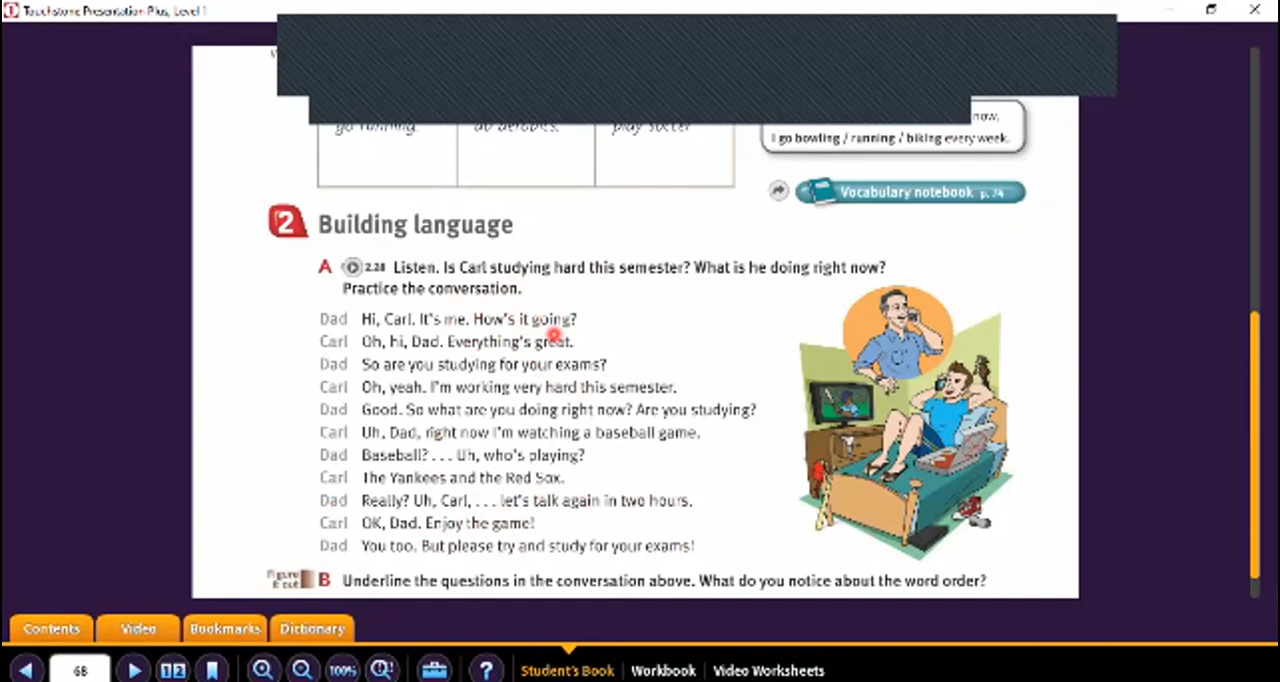 Touchstone Presentation Plus, Level 1
go running. do aerobics. play soccer
now.
I go bowling / running / biking every week.
Vocabulary notebook p. 74
2 Building language
A 2.28 Listen. Is Carl studying hard this semester? What is he doing right now?
Practice the conversation.
Dad Hi, Carl. It's me. How's it going?
Carl Oh, hi, Dad. Everything's great.
Dad So are you studying for your exams?
Carl Oh, yeah. I'm working very hard this semester.
Dad Good. So what are you doing right now? Are you studying?
Carl Uh, Dad, right now I'm watching a baseball game.
Dad Baseball? . . . Uh, who's playing?
Carl The Yankees and the Red Sox.
Dad Really? Uh, Carl, . . . let's talk again in two hours.
Carl OK, Dad. Enjoy the game!
Dad You too. But please try and study for your exams!
Figure it out B Underline the questions in the conversation above. What do you notice about the word order?
Contents Video Bookmarks Dictionary
68 1 2 100% ? Student's Book Workbook Video Worksheets